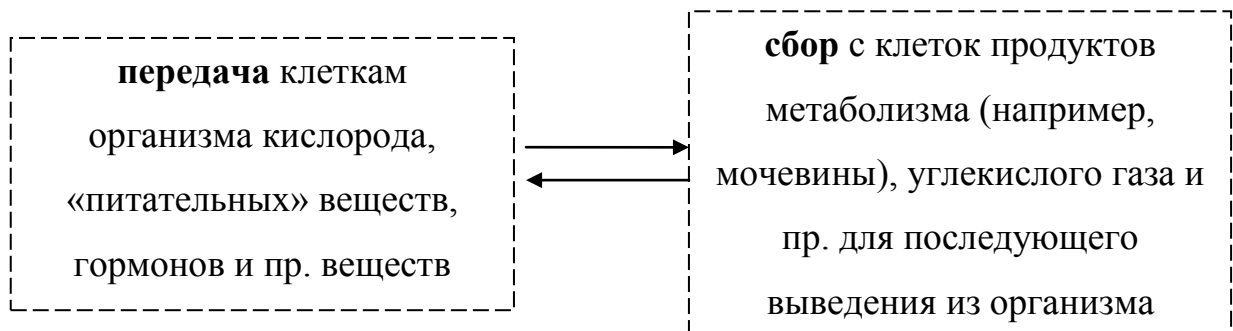 передача клеткам
организма кислорода,
«питательных» веществ,
гормонов и пр. веществ
сбор с клеток продуктов
метаболизма (например,
мочевины), углекислого газа и
пр. для последующего
выведения из организма